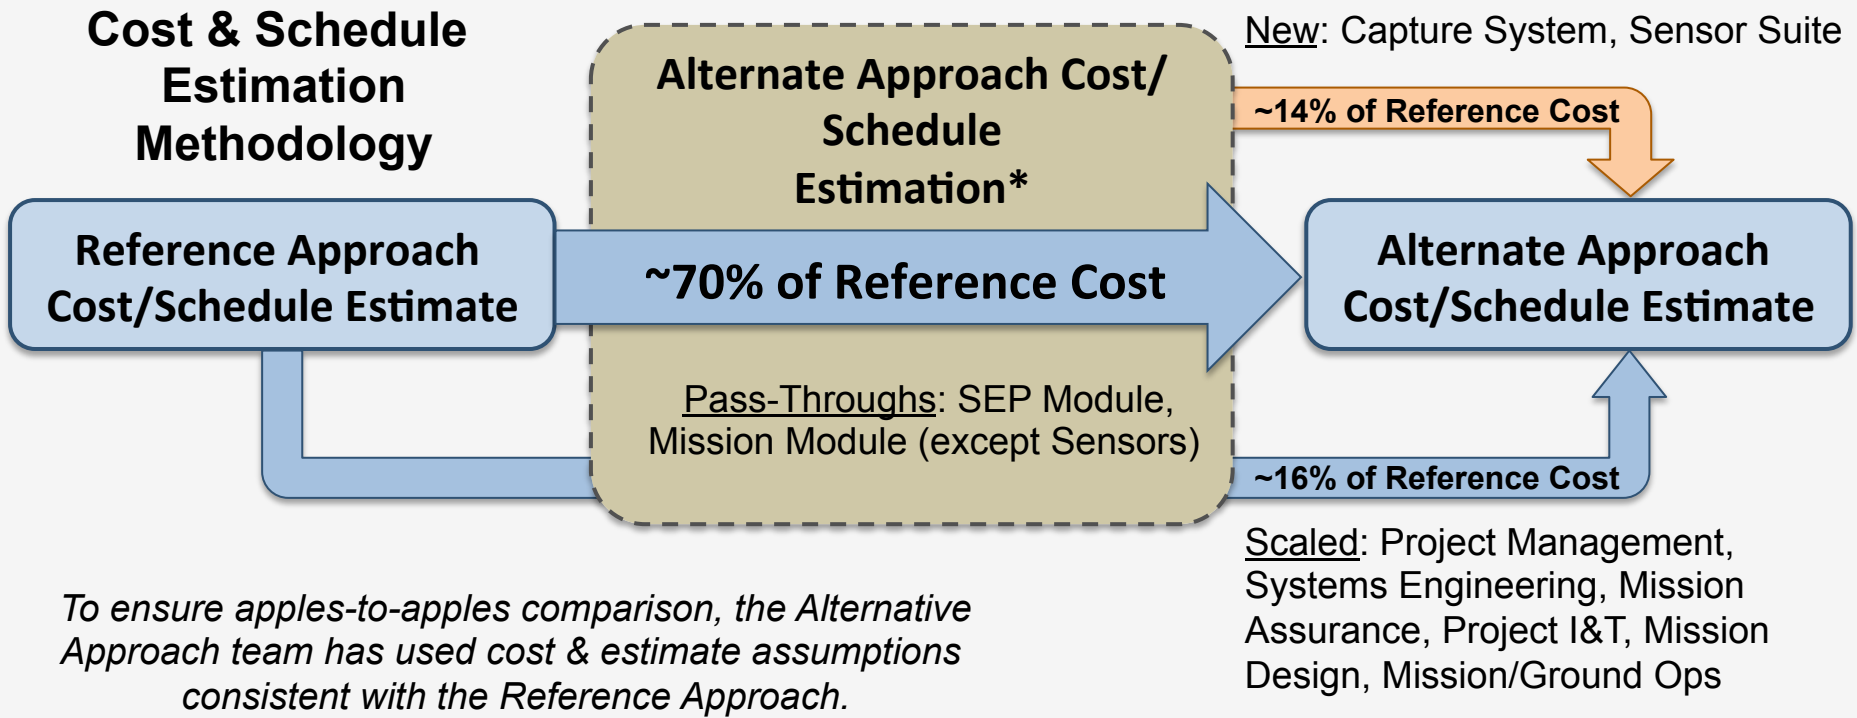 Cost & Schedule
Estimation
Methodology
Alternate Approach Cost/
Schedule
Estimation*
New: Capture System, Sensor Suite
~14% of Reference Cost
Reference Approach
Cost/Schedule Estimate
~70% of Reference Cost
Alternate Approach
Cost/Schedule Estimate
Pass-Throughs: SEP Module,
Mission Module (except Sensors)
~16% of Reference Cost
Scaled: Project Management,
Systems Engineering, Mission
Assurance, Project I&T, Mission
Design, Mission/Ground Ops
To ensure apples-to-apples comparison, the Alternative
Approach team has used cost & estimate assumptions
consistent with the Reference Approach.